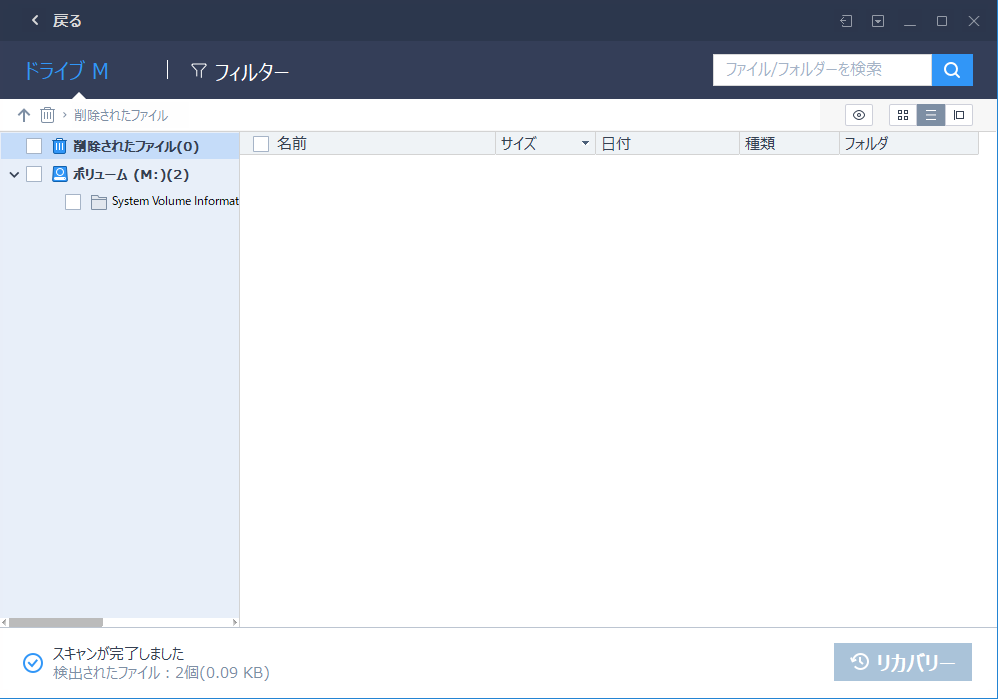 戻る
ドライブ M
フィルター
ファイル/フォルダーを検索
削除されたファイル
削除されたファイル(0)
名前 サイズ 日付 種類 フォルダ
ボリューム (M:)(2)
System Volume Informat
スキャンが完了しました
検出されたファイル：2個(0.09 KB)
リカバリー